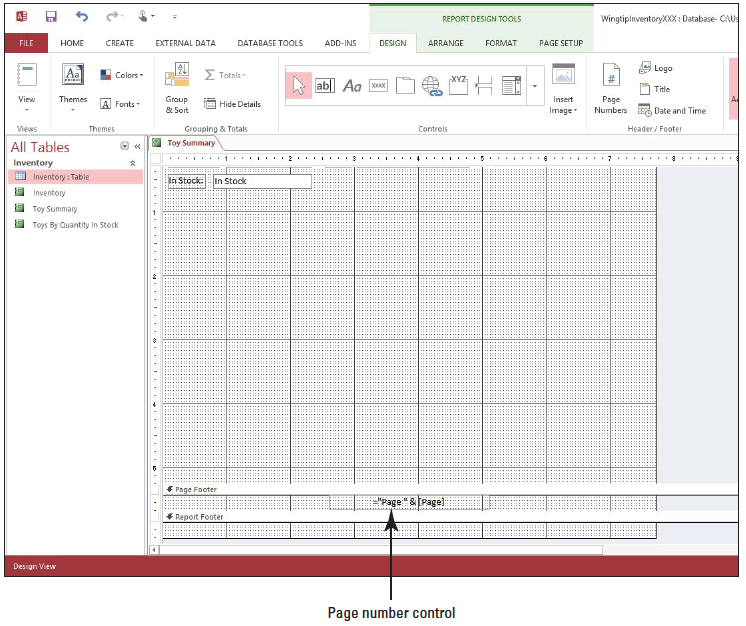 REPORT DESIGN TOOLS
WingtipInventoryXXX : Database- C:\Us
FILE HOME CREATE EXTERNAL DATA DATABASE TOOLS ADD-INS DESIGN ARRANGE FORMAT PAGE SETUP
View
Views
Themes
Colors
Fonts
Themes
Group & Sort
Totals
Hide Details
Grouping & Totals
ab|
Aa
XXXX
XYZ
Controls
Insert Image
Page Numbers
Logo
Title
Date and Time
Header / Footer
All Tables
Inventory
Inventory : Table
Inventory
Toy Summary
Toys By Quantity In Stock
Toy Summary
1 2 3 4 5 6 7 8
In Stock: In Stock
1
2
3
4
5
Page Footer
="Page " & [Page]
Report Footer
Design View
Page number control